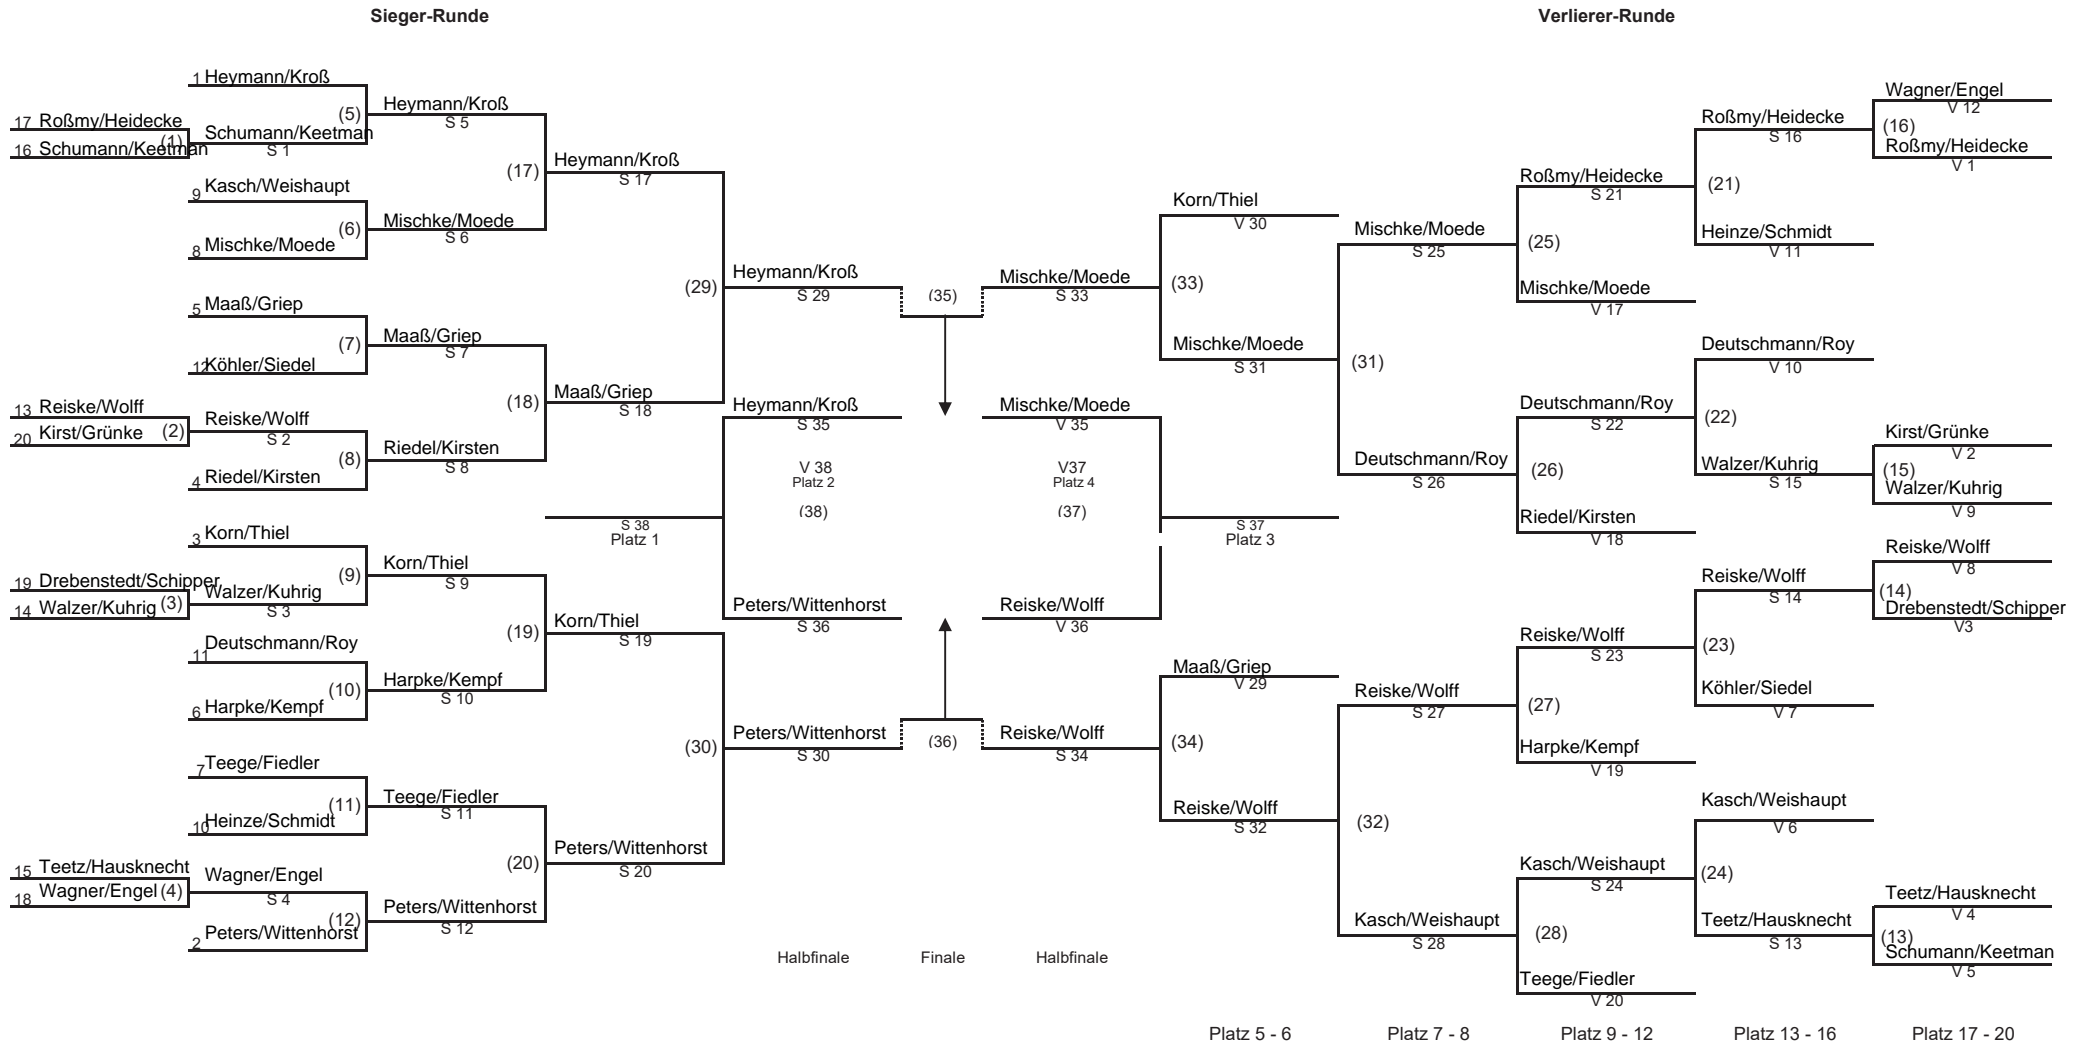 Sieger-Runde
Verlierer-Runde
1 Heymann/Kroß
17 Roßmy/Heidecke
(1)
16 Schumann/Keetman
(5)
Schumann/Keetman
S 1
9 Kasch/Weishaupt
(6)
8 Mischke/Moede
5 Maaß/Griep
(7)
12 Köhler/Siedel
13 Reiske/Wolff
20 Kirst/Grünke (2)
Reiske/Wolff
S 2
(8)
4 Riedel/Kirsten
3 Korn/Thiel
19 Drebenstedt/Schipper
14 Walzer/Kuhrig (3)
(9)
Walzer/Kuhrig
S 3
11 Deutschmann/Roy
(10)
6 Harpke/Kempf
7 Teege/Fiedler
(11)
10 Heinze/Schmidt
15 Teetz/Hausknecht
18 Wagner/Engel (4)
Wagner/Engel
S 4
(12)
2 Peters/Wittenhorst
Heymann/Kroß
S 5
(17)
Mischke/Moede
S 6
Maaß/Griep
S 7
(18)
Riedel/Kirsten
S 8
Korn/Thiel
S 9
(19)
Harpke/Kempf
S 10
Teege/Fiedler
S 11
(20)
Peters/Wittenhorst
S 12
Heymann/Kroß
S 17
(29)
Maaß/Griep
S 18
S 38
Platz 1
Korn/Thiel
S 19
(30)
Peters/Wittenhorst
S 20
Heymann/Kroß
S 29
Heymann/Kroß
S 35
V 38
Platz 2
(38)
Peters/Wittenhorst
S 36
Peters/Wittenhorst
S 30
Halbfinale
(35)
(36)
Finale
Mischke/Moede
S 33
Mischke/Moede
V 35
V37
Platz 4
(37)
Reiske/Wolff
V 36
Reiske/Wolff
S 34
Halbfinale
Korn/Thiel
V 30
(33)
Mischke/Moede
S 31
S 37
Platz 3
Maaß/Griep
V 29
(34)
Reiske/Wolff
S 32
Platz 5 - 6
Mischke/Moede
S 25
(31)
Deutschmann/Roy
S 26
Reiske/Wolff
S 27
(32)
Kasch/Weishaupt
S 28
Platz 7 - 8
Roßmy/Heidecke
S 21
(25)
Mischke/Moede
V 17
Deutschmann/Roy
S 22
(26)
Riedel/Kirsten
V 18
Reiske/Wolff
S 23
(27)
Harpke/Kempf
V 19
Kasch/Weishaupt
S 24
(28)
Teege/Fiedler
V 20
Platz 9 - 12
Roßmy/Heidecke
S 16
(21)
Heinze/Schmidt
V 11
Deutschmann/Roy
V 10
(22)
Walzer/Kuhrig
S 15
Reiske/Wolff
S 14
(23)
Köhler/Siedel
V 7
Kasch/Weishaupt
V 6
(24)
Teetz/Hausknecht
S 13
Platz 13 - 16
Wagner/Engel
V 12
(16)
Roßmy/Heidecke
V 1
Kirst/Grünke
V 2
(15)
Walzer/Kuhrig
V 9
Reiske/Wolff
V 8
(14)
Drebenstedt/Schipper
V3
Teetz/Hausknecht
V 4
(13)
Schumann/Keetman
V 5
Platz 17 - 20